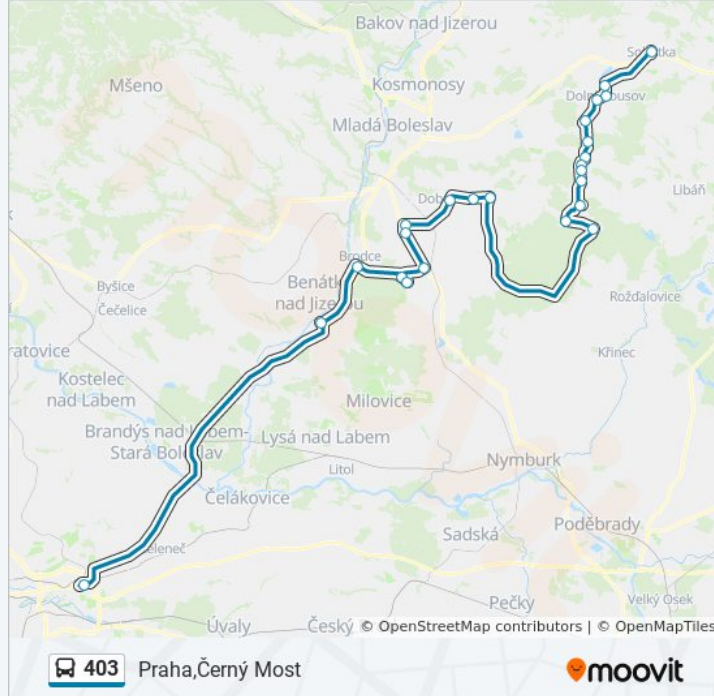 Bakov nad Jizerou
Sobotka
Mšeno
Kosmonosy
Dolní Bousov
Mladá Boleslav
Libáň
Brodce
Benátky
nad Jizerou
Byšice
Čečelice
Rožďalovice
Křinec
Kostelec
nad Labem
Milovice
Brandýs nad Labem-
Stará Boleslav
Lysá nad Labem
Nymburk
Litol
Čelákovice
Poděbrady
Sadská
Zeleneč
Pečky
Velký Osek
Úvaly
Český
© OpenStreetMap contributors | © OpenMapTiles
403 Praha,Černý Most
moovit